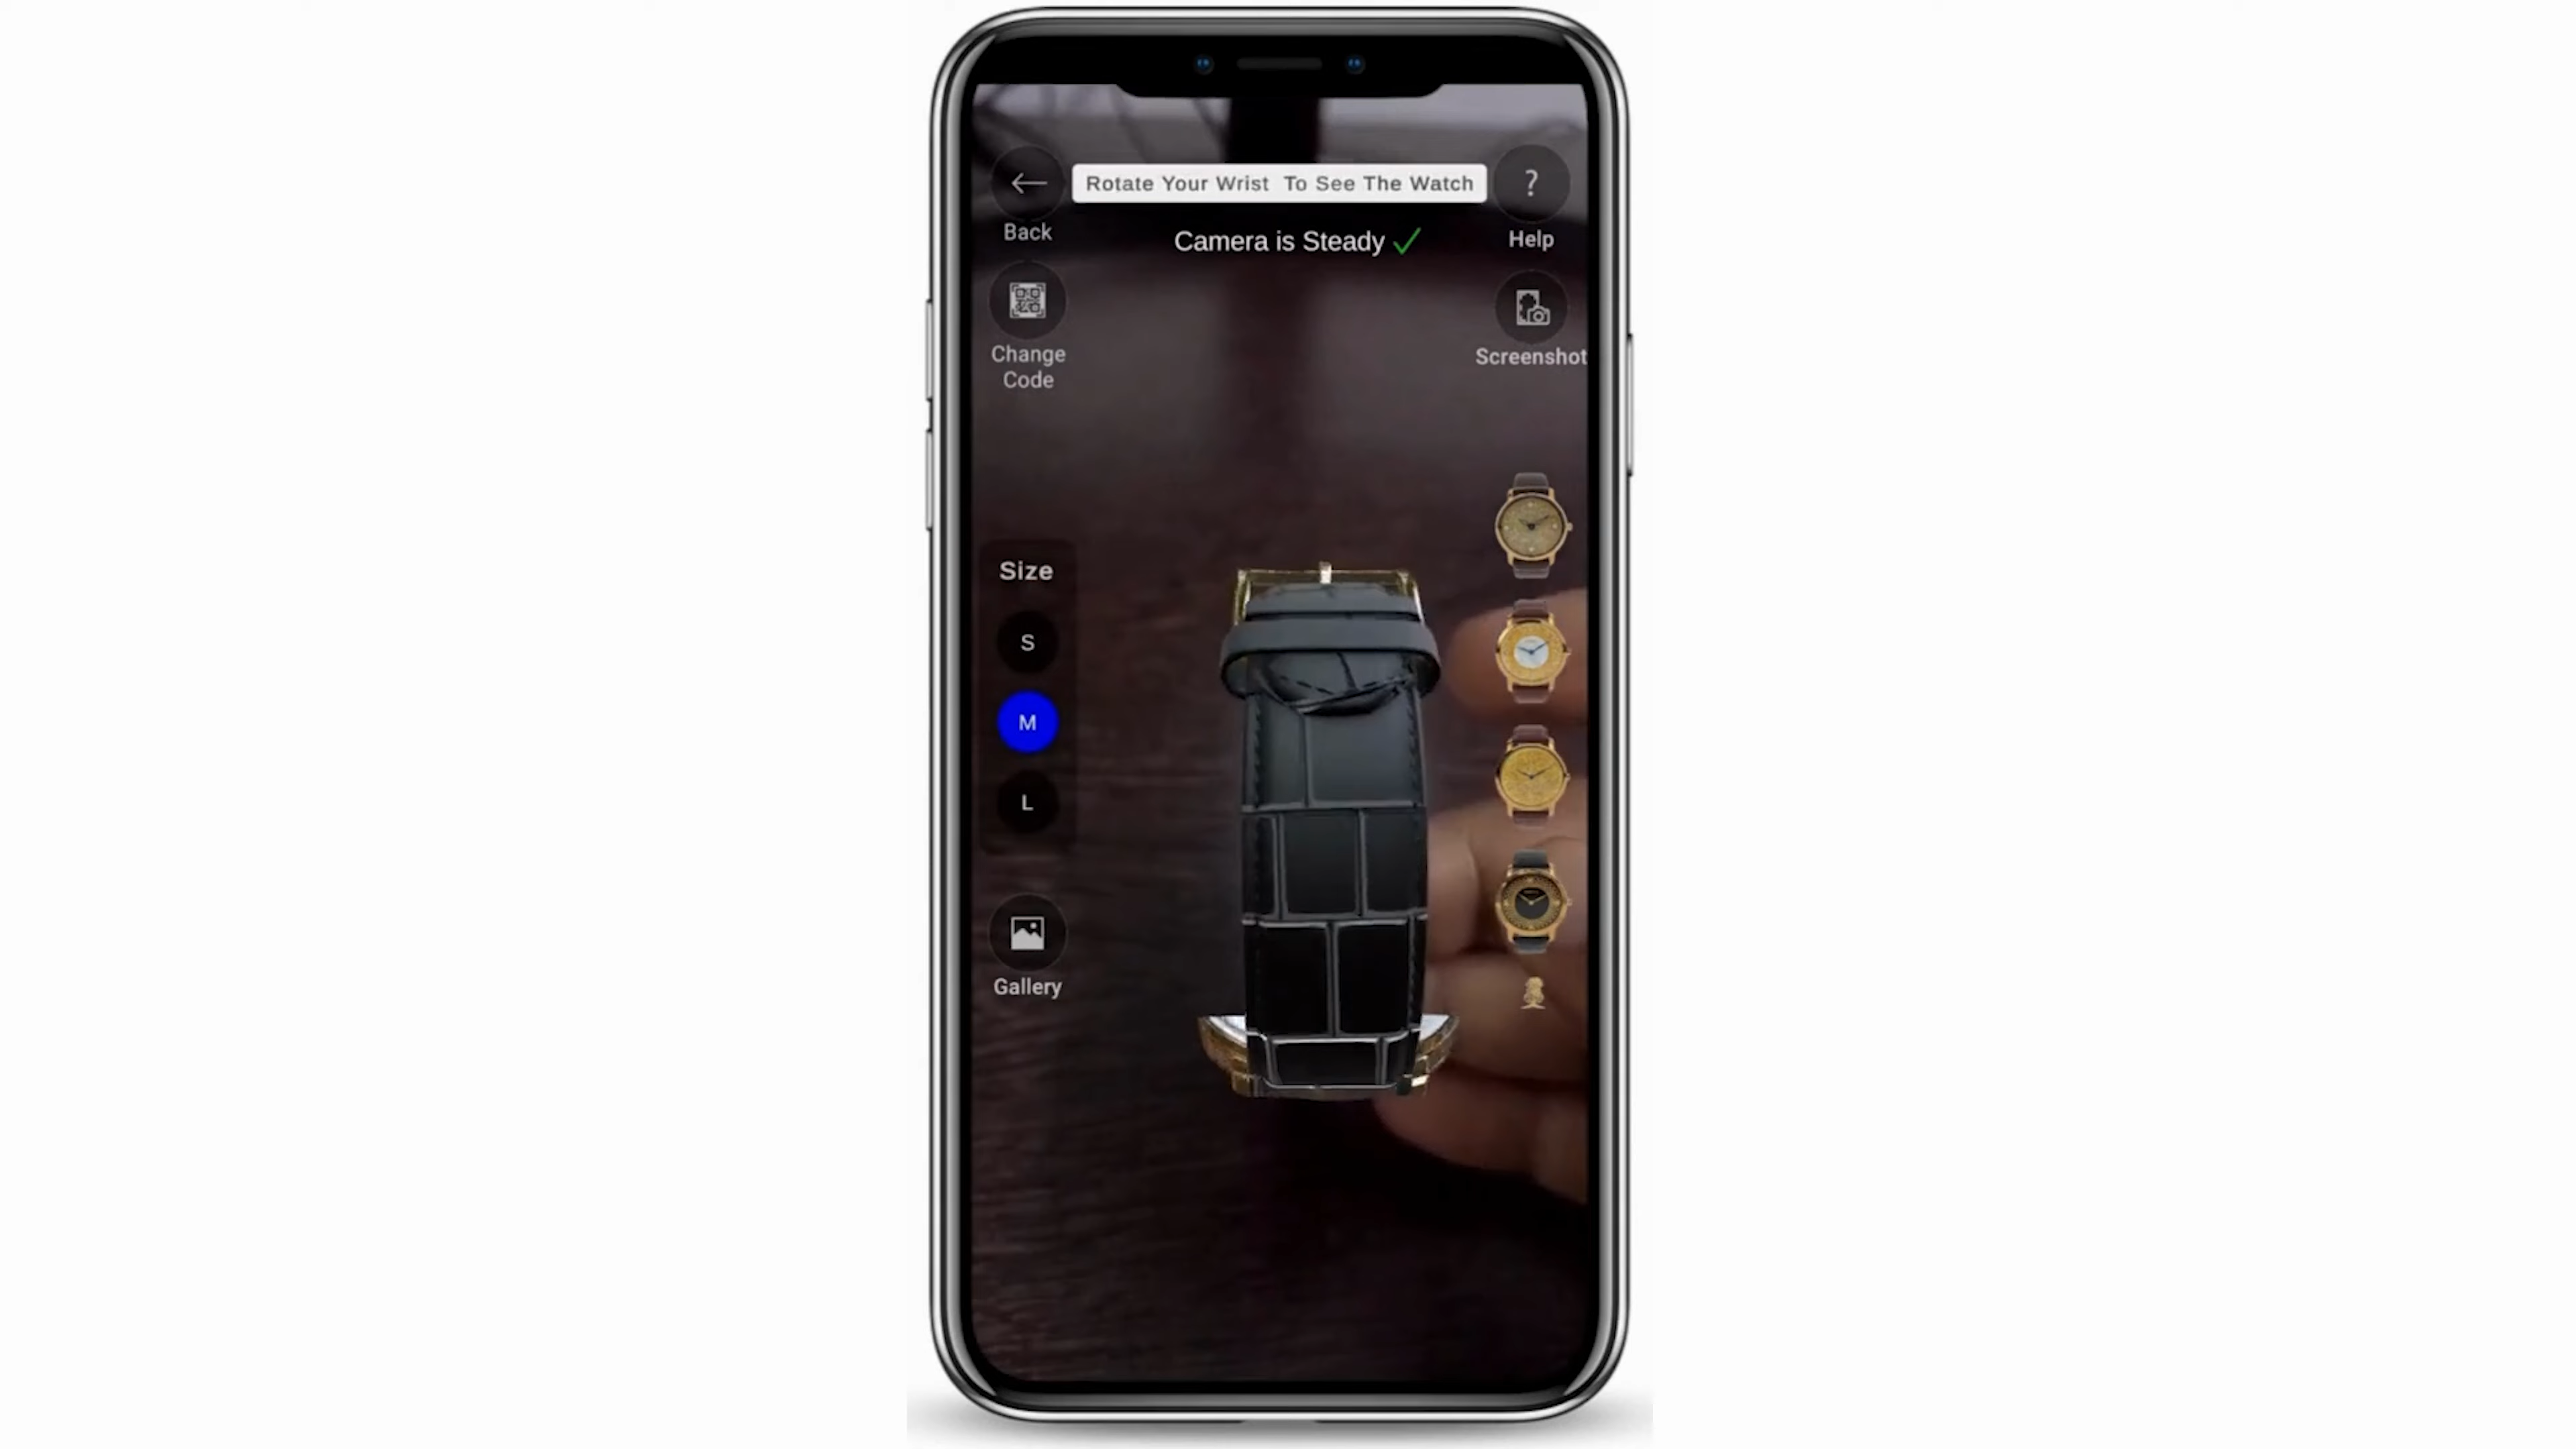 Rotate Your Wrist To See The Watch
?
Back
Camera is Steady
Help
Change
Code
Screenshot
Size
S
M
L
Gallery